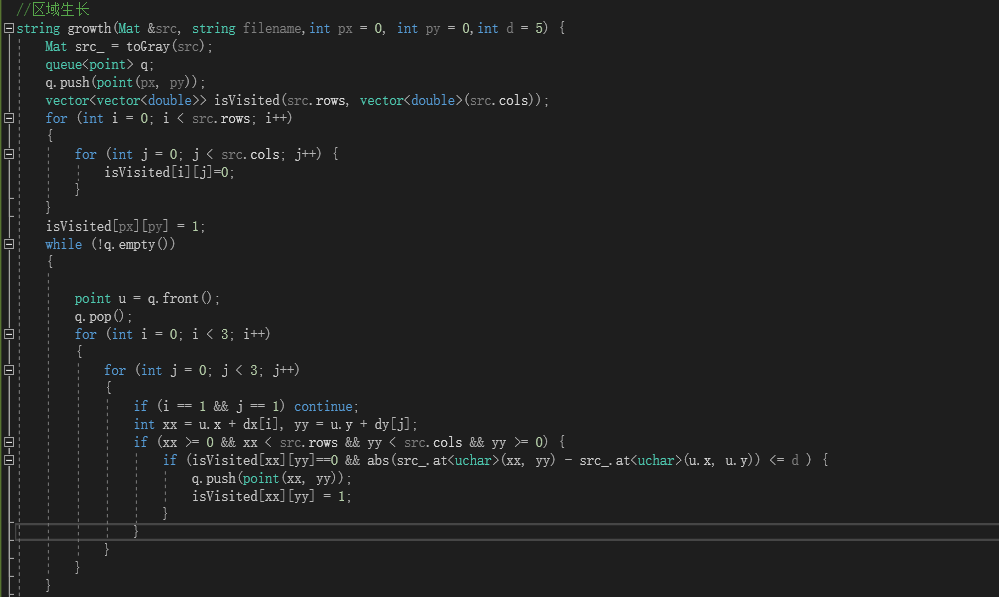 //区域生长
string growth(Mat &src, string filename,int px = 0, int py = 0,int d = 5) {
Mat src_ = toGray(src);
queue<point> q;
q.push(point(px, py));
vector<vector<double>> isVisited(src.rows, vector<double>(src.cols));
for (int i = 0; i < src.rows; i++)
{
for (int j = 0; j < src.cols; j++) {
isVisited[i][j]=0;
}
}
isVisited[px][py] = 1;
while (!q.empty())
{
point u = q.front();
q.pop();
for (int i = 0; i < 3; i++)
{
for (int j = 0; j < 3; j++)
{
if (i == 1 && j == 1) continue;
int xx = u.x + dx[i], yy = u.y + dy[j];
if (xx >= 0 && xx < src.rows && yy < src.cols && yy >= 0) {
if (isVisited[xx][yy]==0 && abs(src_.at<uchar>(xx, yy) - src_.at<uchar>(u.x, u.y)) <= d ) {
q.push(point(xx, yy));
isVisited[xx][yy] = 1;
}
}
}
}
}